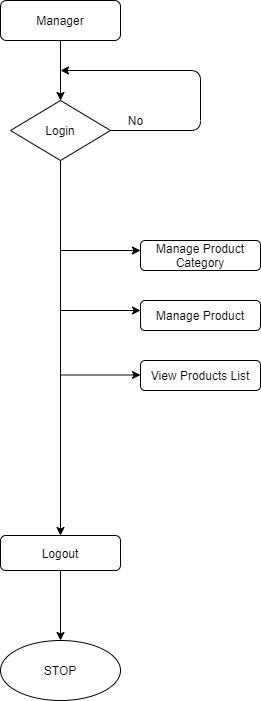 Manager
Login
No
Manage Product
Category
Manage Product
View Products List
Logout
STOP